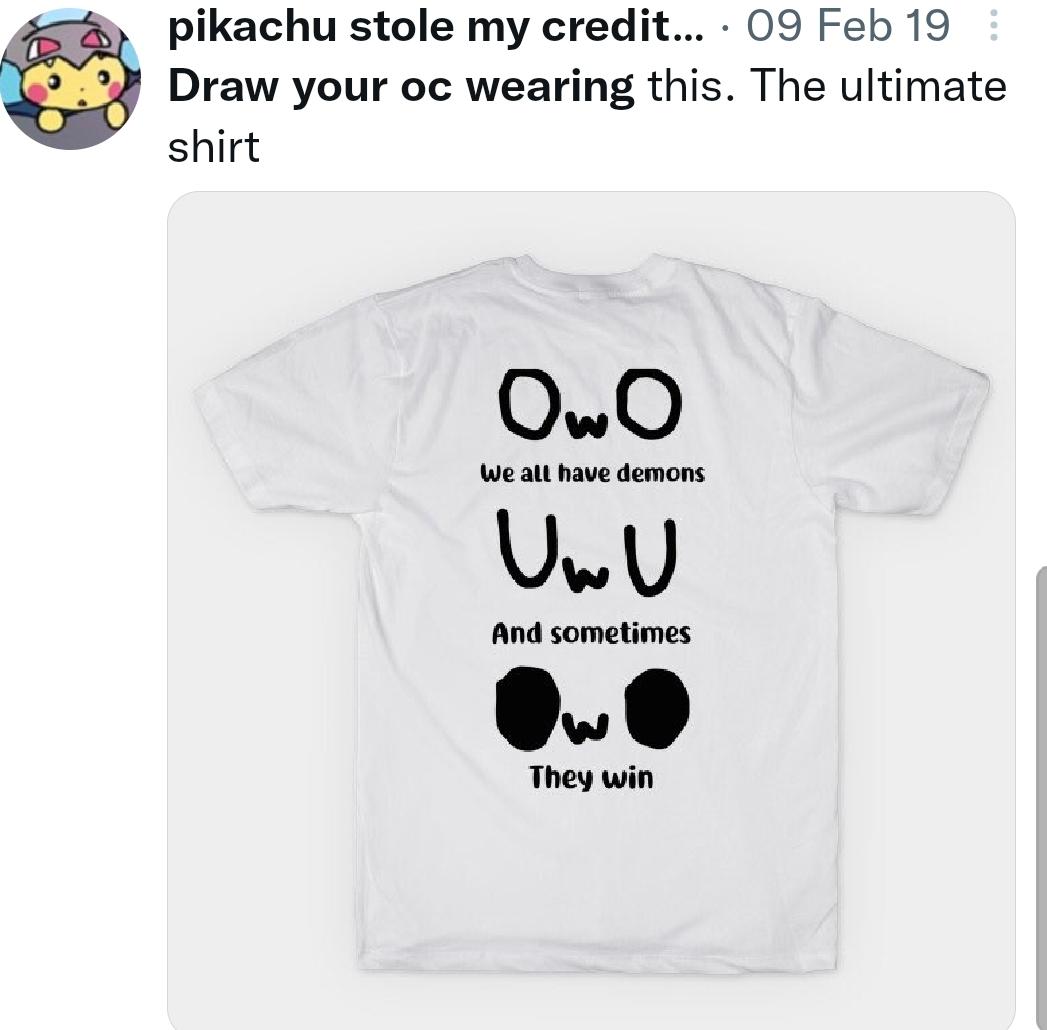 pikachu stole my credit... · 09 Feb 19
Draw your oc wearing this. The ultimate
shirt
OwO
We all have demons
UwU
And sometimes
OwO
They win